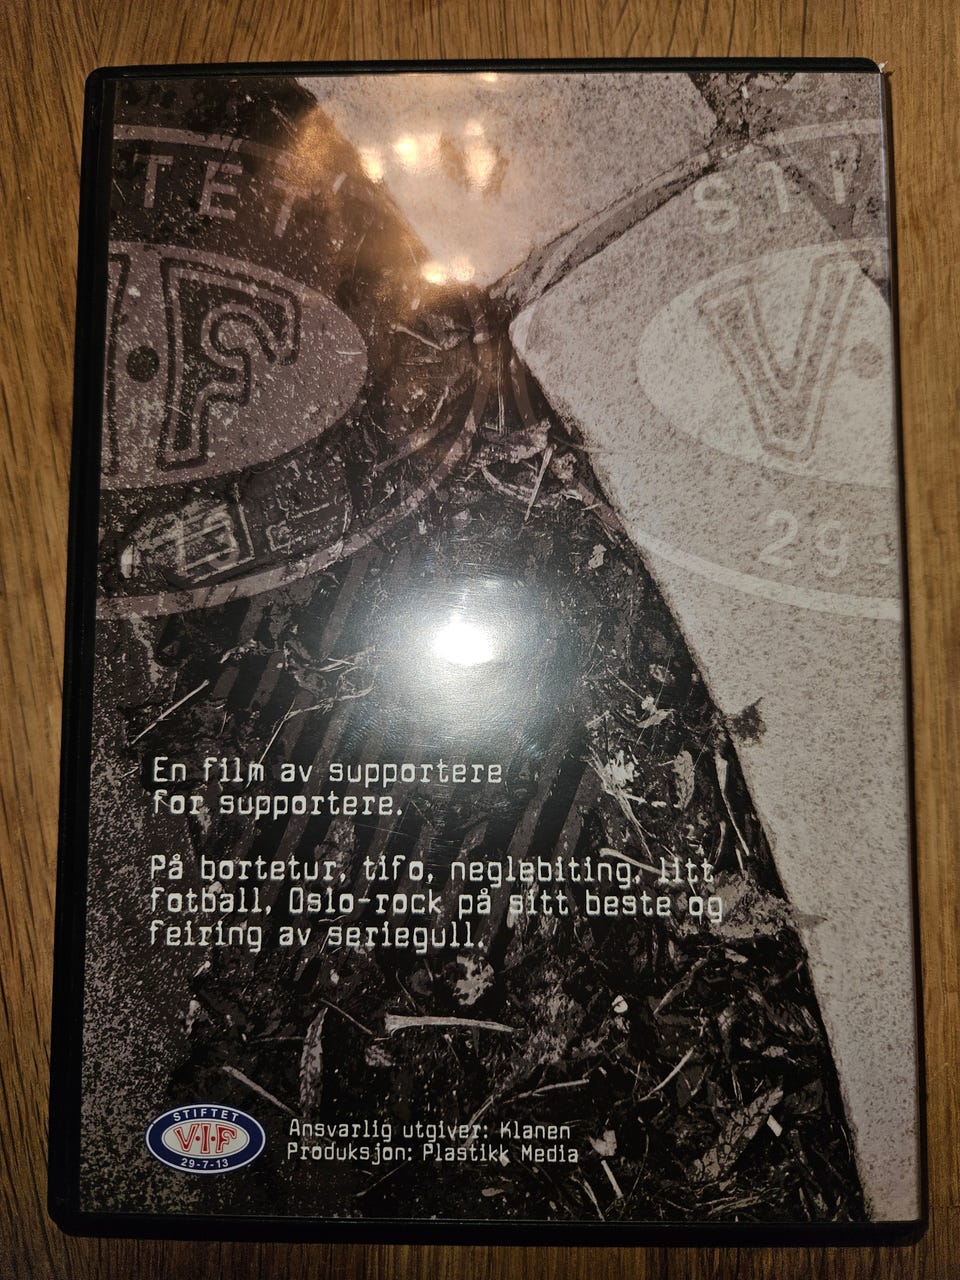 TET
STI
F
V
29
En film av supportere
for supportere.
På bortetur, tifo, neglebiting, litt
fotball, Oslo-rock på sitt beste og
feiring av seriegull.
STIFTET
V·I·F
29-7-13
Ansvarlig utgiver: Klanen
Produksjon: Plastikk Media